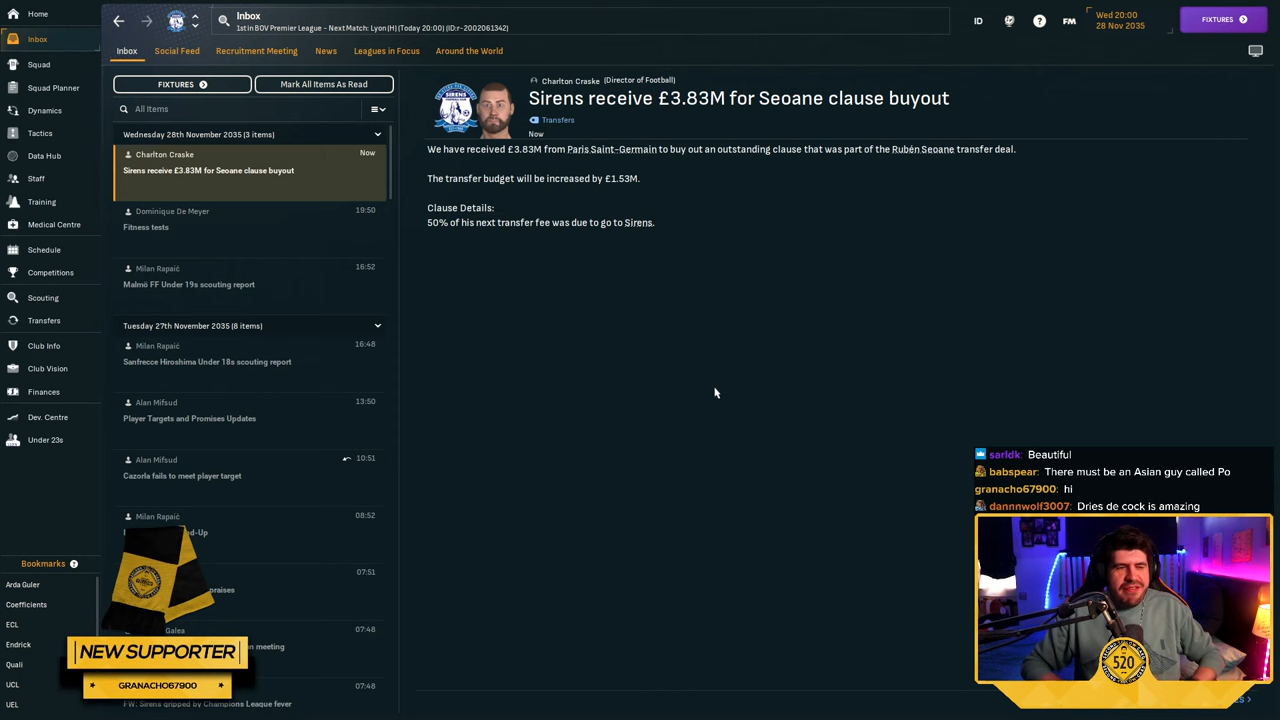 Home
Inbox
Squad
Squad Planner
Dynamics
Tactics
Data Hub
Staff
Training
Medical Centre
Schedule
Competitions
Scouting
Transfers
Club Info
Club Vision
Finances
Dev. Centre
Under 23s
Bookmarks ?
Arda Guler
Coefficients
ECL
Endrick
Quali
UCL
UEL
Inbox
1st in BOV Premier League - Next Match: Lyon (H) (Today 20:00) (ID:r-2002061342)
ID
?
FM
Wed 20:00
28 Nov 2035
FIXTURES
Inbox
Social Feed
Recruitment Meeting
News
Leagues in Focus
Around the World
FIXTURES
Mark All Items As Read
All Items
Wednesday 28th November 2035 (3 items)
Charlton Craske
Now
Sirens receive £3.83M for Seoane clause buyout
Dominique De Meyer
19:50
Fitness tests
Milan Rapaić
16:52
Malmö FF Under 19s scouting report
Tuesday 27th November 2035 (8 items)
Milan Rapaić
16:48
Sanfrecce Hiroshima Under 18s scouting report
Alan Mifsud
13:50
Player Targets and Promises Updates
Alan Mifsud
10:51
Cazorla fails to meet player target
Milan Rapaić
08:52
d-Up
07:51
praises
Galea
07:48
n meeting
07:48
FW: Sirens gripped by Champions League fever
SIRENS
Charlton Craske (Director of Football)
Sirens receive £3.83M for Seoane clause buyout
Transfers
Now
We have received £3.83M from Paris Saint-Germain to buy out an outstanding clause that was part of the Rubén Seoane transfer deal.
The transfer budget will be increased by £1.53M.
Clause Details:
50% of his next transfer fee was due to go to Sirens.
sarldk: Beautiful
babspear: There must be an Asian guy called Po
granacho67900: hi
dannnwolf3007: Dries de cock is amazing
NEW SUPPORTER
GRANACHO67900
520